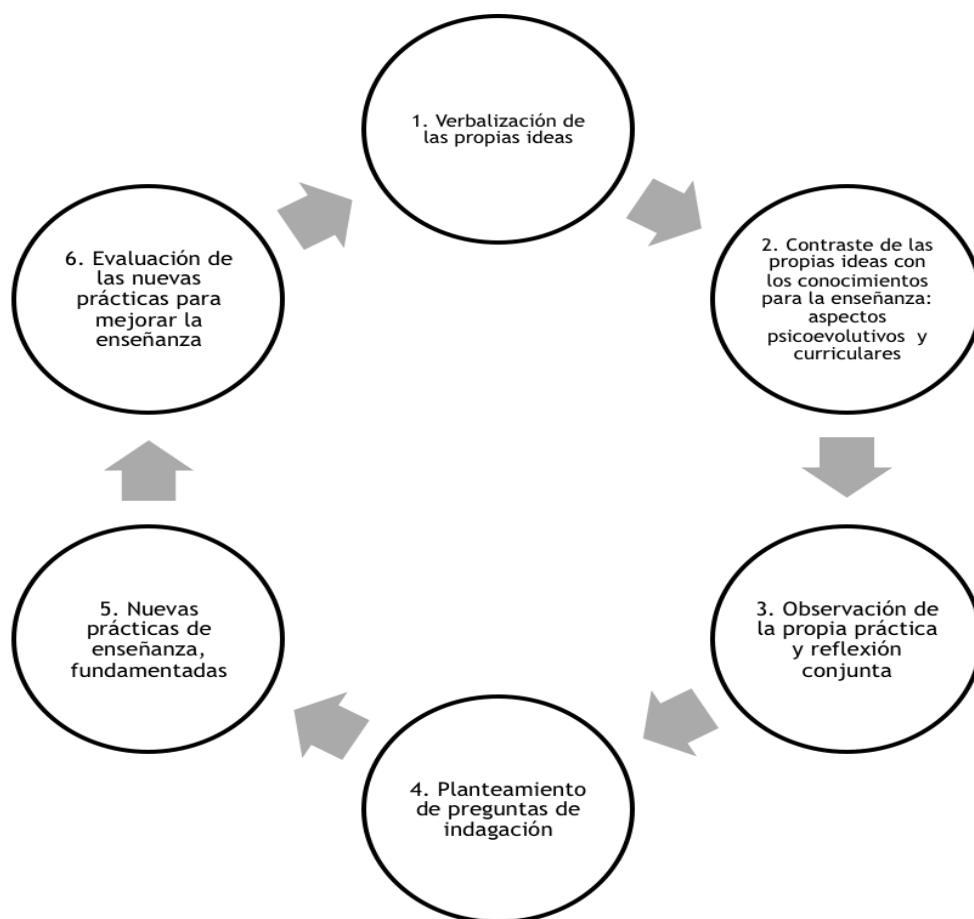 1. Verbalización de
las propias ideas
2. Contraste de las
propias ideas con
los conocimientos
para la enseñanza:
aspectos
psicoevolutivos y
curriculares
3. Observación de
la propia práctica
y reflexión
conjunta
4. Planteamiento
de preguntas de
indagación
5. Nuevas
prácticas de
enseñanza,
fundamentadas
6. Evaluación de
las nuevas
prácticas para
mejorar la
enseñanza